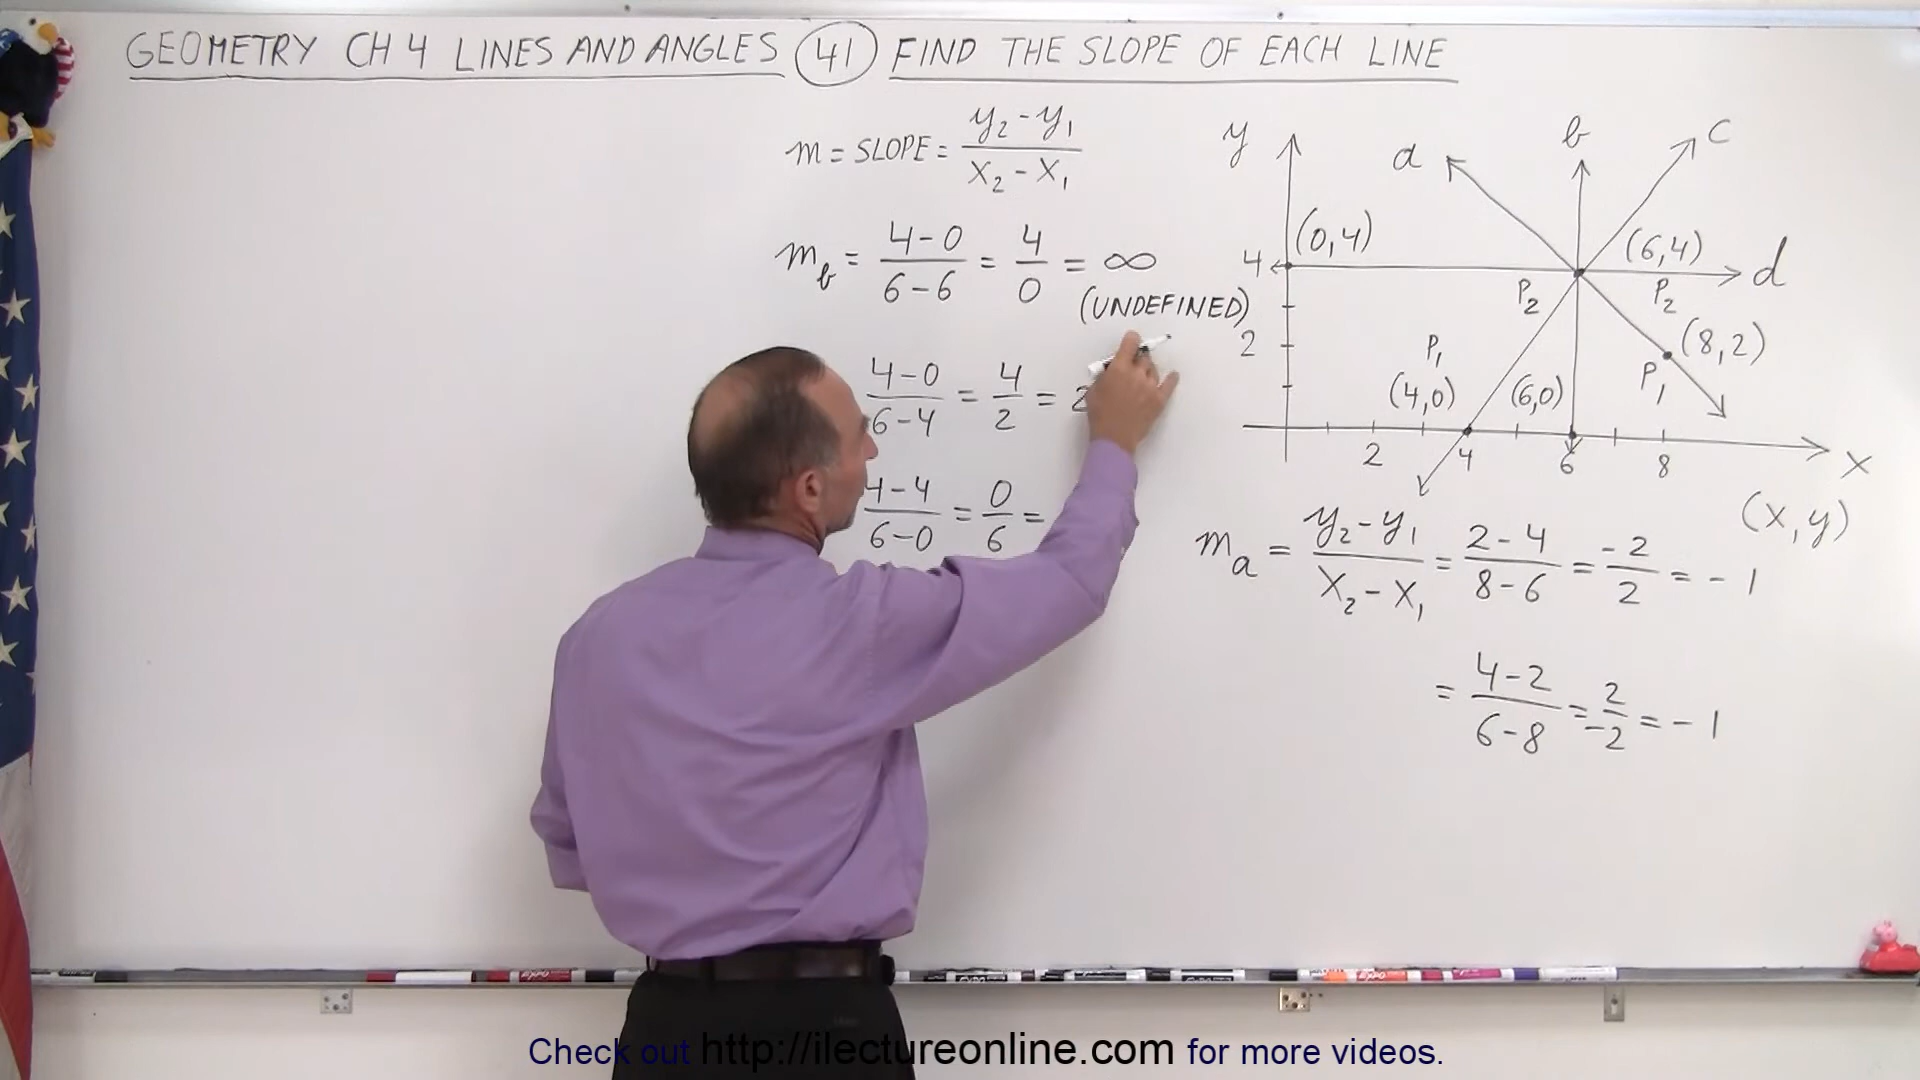 GEOMETRY CH 4 LINES AND ANGLES (41) FIND THE SLOPE OF EACH LINE
m = SLOPE = (y₂ - y₁)/(x₂ - x₁)
m_b = (4-0)/(6-6) = 4/0 = ∞
(UNDEFINED)
(4-0)/(6-4) = 4/2 = 2
(4-4)/(6-0) = 0/6 =
y
a
b
c
(0,4)
(6,4)
4
d
P₂
P₂
2
P₁
(8,2)
(4,0)
(6,0)
P₁
2 4 6 8
x
(x,y)
m_a = (y₂ - y₁)/(x₂ - x₁) = (2-4)/(8-6) = -2/2 = -1
= (4-2)/(6-8) = 2/-2 = -1
Check out http://ilectureonline.com for more videos.